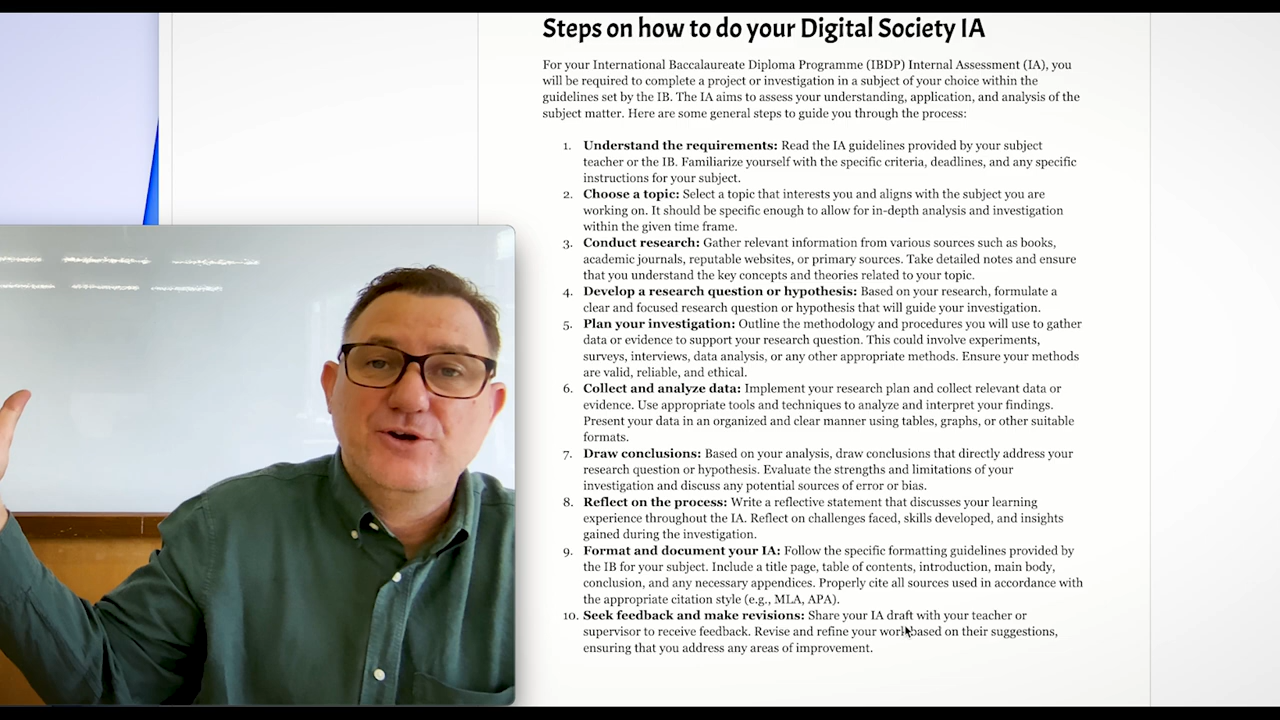 Steps on how to do your Digital Society IA
For your International Baccalaureate Diploma Programme (IBDP) Internal Assessment (IA), you
will be required to complete a project or investigation in a subject of your choice within the
guidelines set by the IB. The IA aims to assess your understanding, application, and analysis of the
subject matter. Here are some general steps to guide you through the process:
1. Understand the requirements: Read the IA guidelines provided by your subject
teacher or the IB. Familiarize yourself with the specific criteria, deadlines, and any specific
instructions for your subject.
2. Choose a topic: Select a topic that interests you and aligns with the subject you are
working on. It should be specific enough to allow for in-depth analysis and investigation
within the given time frame.
3. Conduct research: Gather relevant information from various sources such as books,
academic journals, reputable websites, or primary sources. Take detailed notes and ensure
that you understand the key concepts and theories related to your topic.
4. Develop a research question or hypothesis: Based on your research, formulate a
clear and focused research question or hypothesis that will guide your investigation.
5. Plan your investigation: Outline the methodology and procedures you will use to gather
data or evidence to support your research question. This could involve experiments,
surveys, interviews, data analysis, or any other appropriate methods. Ensure your methods
are valid, reliable, and ethical.
6. Collect and analyze data: Implement your research plan and collect relevant data or
evidence. Use appropriate tools and techniques to analyze and interpret your findings.
Present your data in an organized and clear manner using tables, graphs, or other suitable
formats.
7. Draw conclusions: Based on your analysis, draw conclusions that directly address your
research question or hypothesis. Evaluate the strengths and limitations of your
investigation and discuss any potential sources of error or bias.
8. Reflect on the process: Write a reflective statement that discusses your learning
experience throughout the IA. Reflect on challenges faced, skills developed, and insights
gained during the investigation.
9. Format and document your IA: Follow the specific formatting guidelines provided by
the IB for your subject. Include a title page, table of contents, introduction, main body,
conclusion, and any necessary appendices. Properly cite all sources used in accordance with
the appropriate citation style (e.g., MLA, APA).
10. Seek feedback and make revisions: Share your IA draft with your teacher or
supervisor to receive feedback. Revise and refine your work based on their suggestions,
ensuring that you address any areas of improvement.